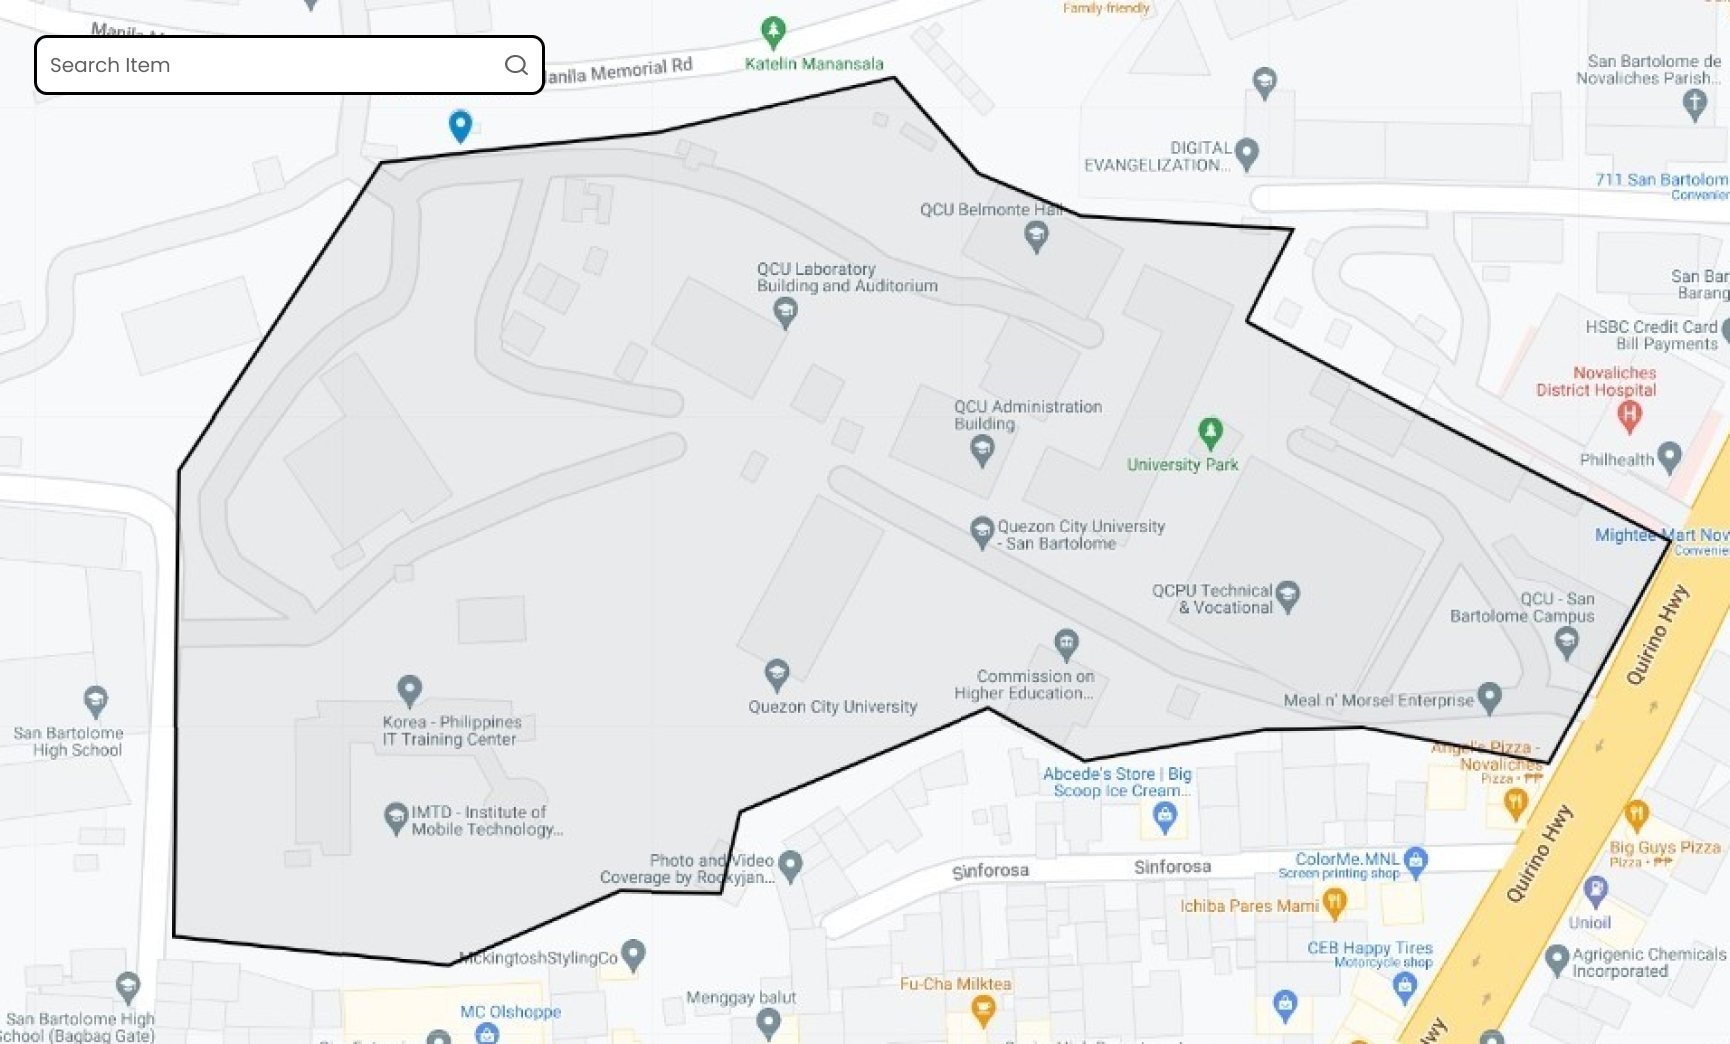 Family-friendly
Manila M
Search Item
Manila Memorial Rd
Katelin Manansala
San Bartolome de
Novaliches Parish...
DIGITAL
EVANGELIZATION...
711 San Bartolom
Convenie
QCU Belmonte Hall
QCU Laboratory
Building and Auditorium
San Bar
Barang
HSBC Credit Card
Bill Payments
Novaliches
District Hospital
H
QCU Administration
Building
University Park
Philhealth
Quezon City University
- San Bartolome
Mightee Mart Nov
Convenie
QCPU Technical
& Vocational
QCU - San
Bartolome Campus
Quirino Hwy
Commission on
Higher Education...
Meal n' Morsel Enterprise
Quezon City University
Korea - Philippines
IT Training Center
San Bartolome
High School
Angel's Pizza -
Novaliches
Pizza • ₱₱
Abcede's Store | Big
Scoop Ice Cream...
IMTD - Institute of
Mobile Technology...
Photo and Video
Coverage by Rockyjan...
Sinforosa
Sinforosa
ColorMe.MNL
Screen printing shop
Quirino Hwy
Big Guys Pizza
Pizza • ₱₱
Ichiba Pares Mami
Unioil
MckingtoshStylingCo
CEB Happy Tires
Motorcycle shop
Agrigenic Chemicals
Incorporated
Fu-Cha Milktea
Menggay balut
MC Olshoppe
San Bartolome High
School (Bagbag Gate)
Hwy